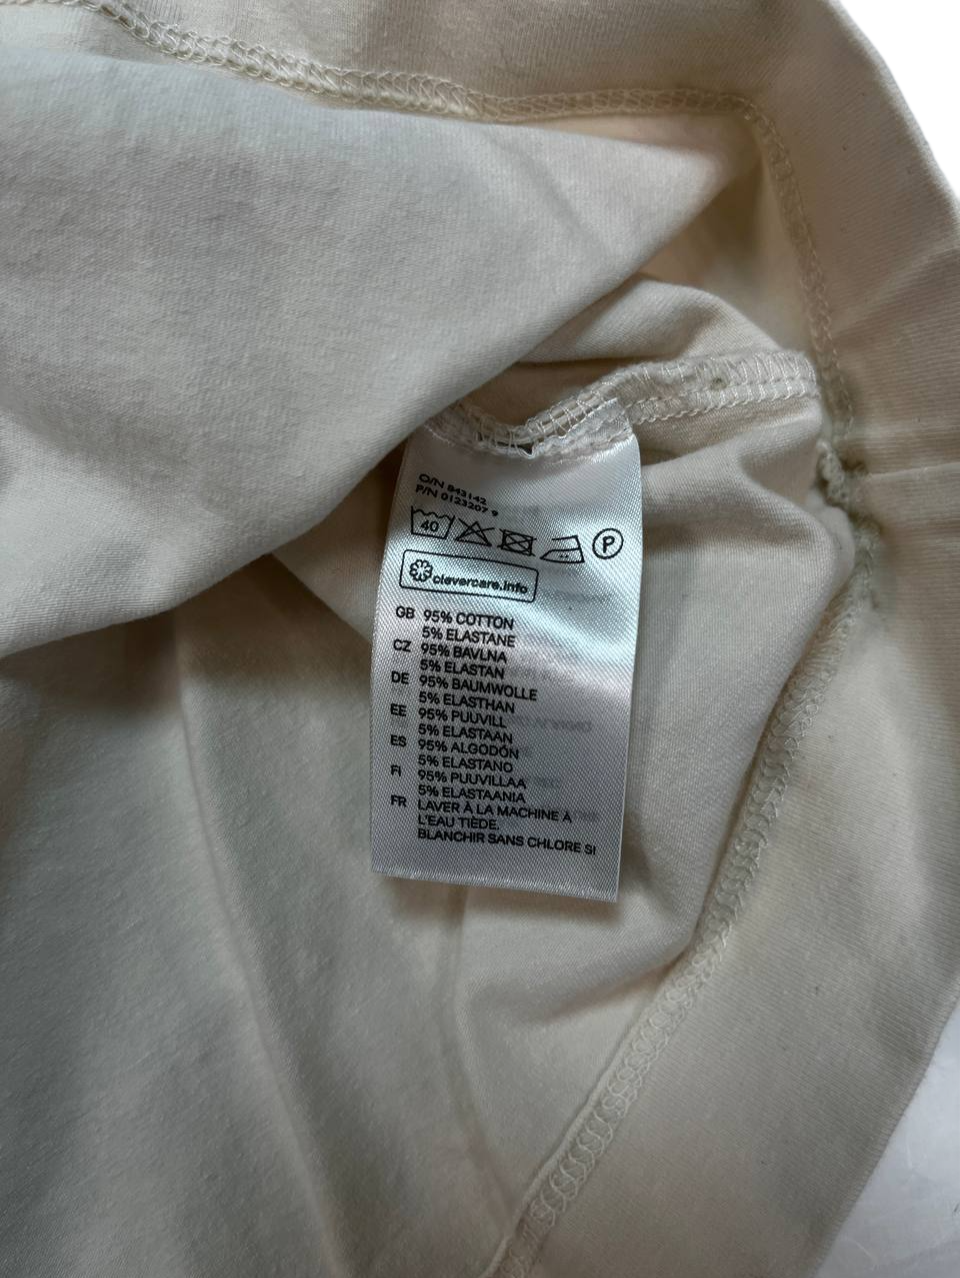 O/N 843142
P/N 0123207 9
40
P
clevercare.info
GB 95% COTTON
5% ELASTANE
CZ 95% BAVLNA
5% ELASTAN
DE 95% BAUMWOLLE
5% ELASTHAN
EE 95% PUUVILL
5% ELASTAAN
ES 95% ALGODÓN
5% ELASTANO
FI 95% PUUVILLAA
5% ELASTAANIA
FR LAVER À LA MACHINE À
L'EAU TIÈDE.
BLANCHIR SANS CHLORE SI